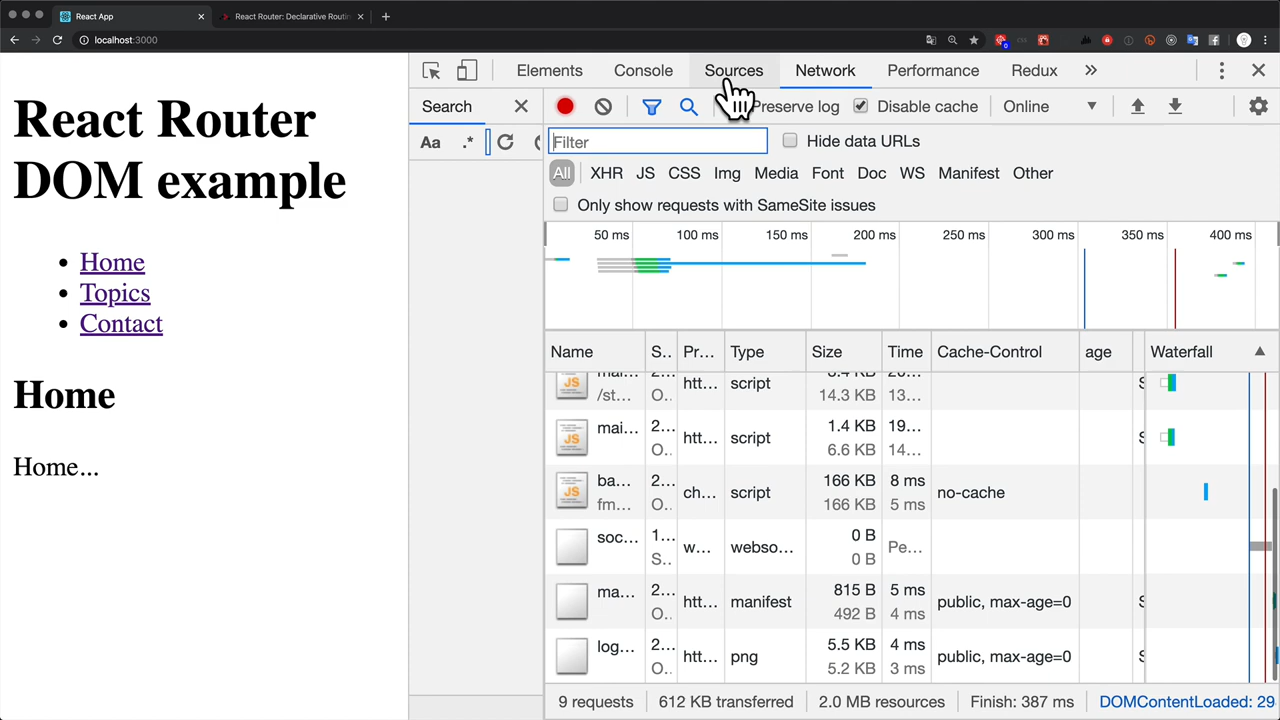 React App
React Router: Declarative Routin
localhost:3000
React Router
DOM example
Home
Topics
Contact
Home
Home...
Elements Console Sources Network Performance Redux
Search
Aa .*
Preserve log Disable cache Online
Filter Hide data URLs
All XHR JS CSS Img Media Font Doc WS Manifest Other
Only show requests with SameSite issues
50 ms 100 ms 150 ms 200 ms 250 ms 300 ms 350 ms 400 ms
Name S.. Pr... Type Size Time Cache-Control age Waterfall
JS htt... script
/st... O... 14.3 KB 13...
JS mai... 2... htt... script 1.4 KB 19...
O... 6.6 KB 14...
JS ba... 2... ch... script 166 KB 8 ms no-cache
fm... O... 166 KB 5 ms
soc... 1... w... webso... 0 B Pe...
S... 0 B
ma... 2... htt... manifest 815 B 5 ms public, max-age=0
O... 492 B 4 ms
log... 2... htt... png 5.5 KB 4 ms public, max-age=0
O... 5.2 KB 3 ms
9 requests 612 KB transferred 2.0 MB resources Finish: 387 ms DOMContentLoaded: 29